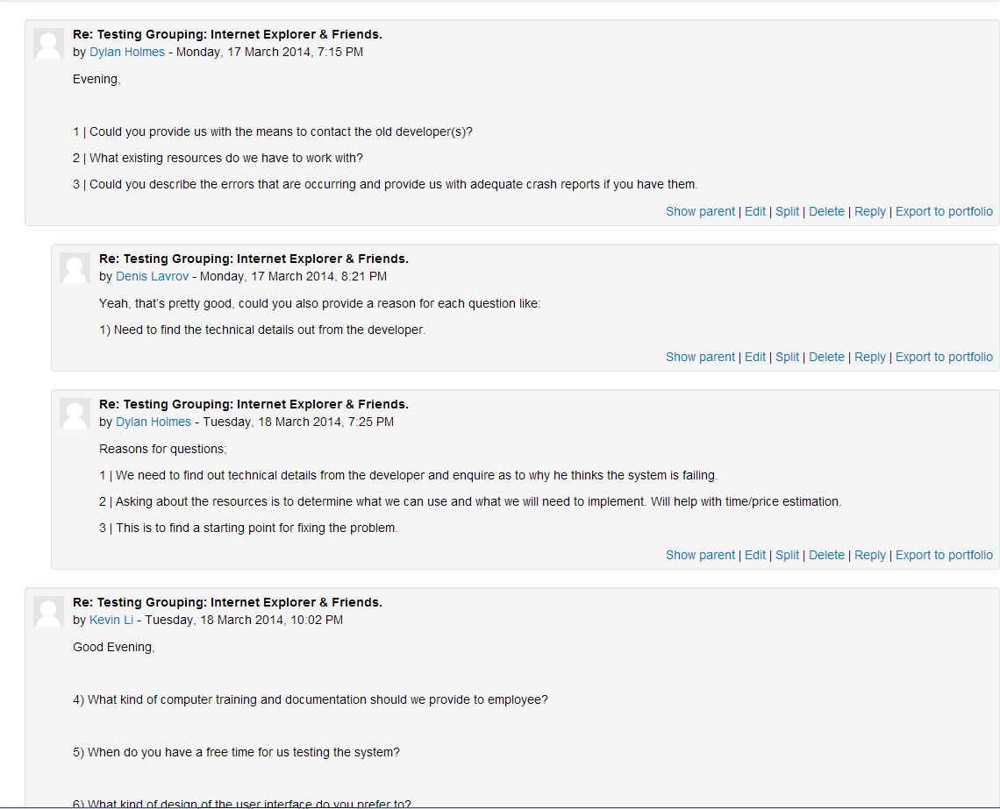 Re: Testing Grouping: Internet Explorer & Friends.
by Dylan Holmes - Monday, 17 March 2014, 7:15 PM
Evening,
1 | Could you provide us with the means to contact the old developer(s)?
2 | What existing resources do we have to work with?
3 | Could you describe the errors that are occurring and provide us with adequate crash reports if you have them.
Show parent | Edit | Split | Delete | Reply | Export to portfolio
Re: Testing Grouping: Internet Explorer & Friends.
by Denis Lavrov - Monday, 17 March 2014, 8:21 PM
Yeah, that's pretty good, could you also provide a reason for each question like:
1) Need to find the technical details out from the developer.
Show parent | Edit | Split | Delete | Reply | Export to portfolio
Re: Testing Grouping: Internet Explorer & Friends.
by Dylan Holmes - Tuesday, 18 March 2014, 7:25 PM
Reasons for questions;
1 | We need to find out technical details from the developer and enquire as to why he thinks the system is failing.
2 | Asking about the resources is to determine what we can use and what we will need to implement. Will help with time/price estimation.
3 | This is to find a starting point for fixing the problem.
Show parent | Edit | Split | Delete | Reply | Export to portfolio
Re: Testing Grouping: Internet Explorer & Friends.
by Kevin Li - Tuesday, 18 March 2014, 10:02 PM
Good Evening,
4) What kind of computer training and documentation should we provide to employee?
5) When do you have a free time for us testing the system?
6) What kind of design of the user interface do you prefer to?